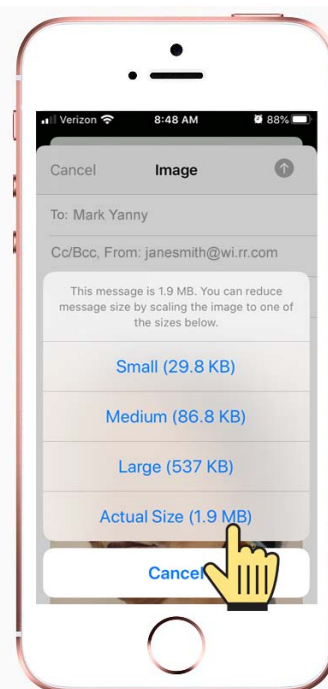 Verizon 8:48 AM 88%
Cancel Image
To: Mark Yanny
Cc/Bcc, From: janesmith@wi.rr.com
This message is 1.9 MB. You can reduce
message size by scaling the image to one of
the sizes below.
Small (29.8 KB)
Medium (86.8 KB)
Large (537 KB)
Actual Size (1.9 MB)
Cancel